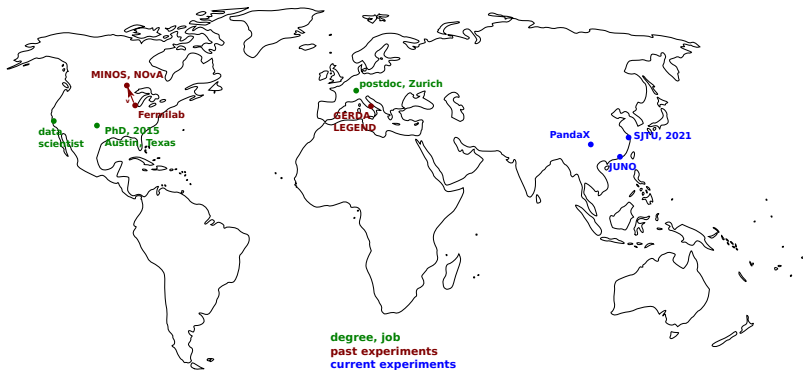 MINOS, NOνA
Fermilab
data
scientist
PhD, 2015
Austin, Texas
postdoc, Zurich
GERDA
LEGEND
PandaX
SJTU, 2021
JUNO
ν
degree, job
past experiments
current experiments